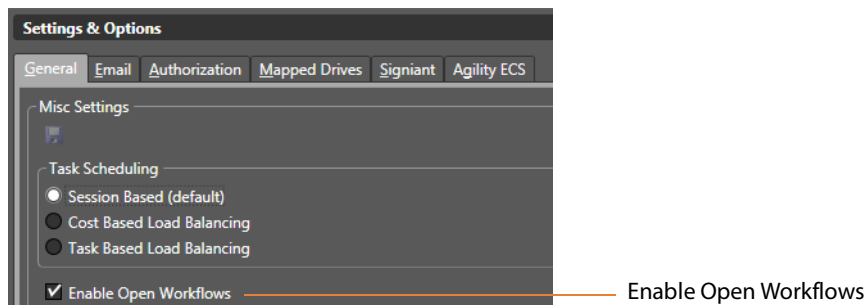 Settings & Options
General Email Authorization Mapped Drives Signiant Agility ECS
Misc Settings
Task Scheduling
Session Based (default)
Cost Based Load Balancing
Task Based Load Balancing
Enable Open Workflows Enable Open Workflows